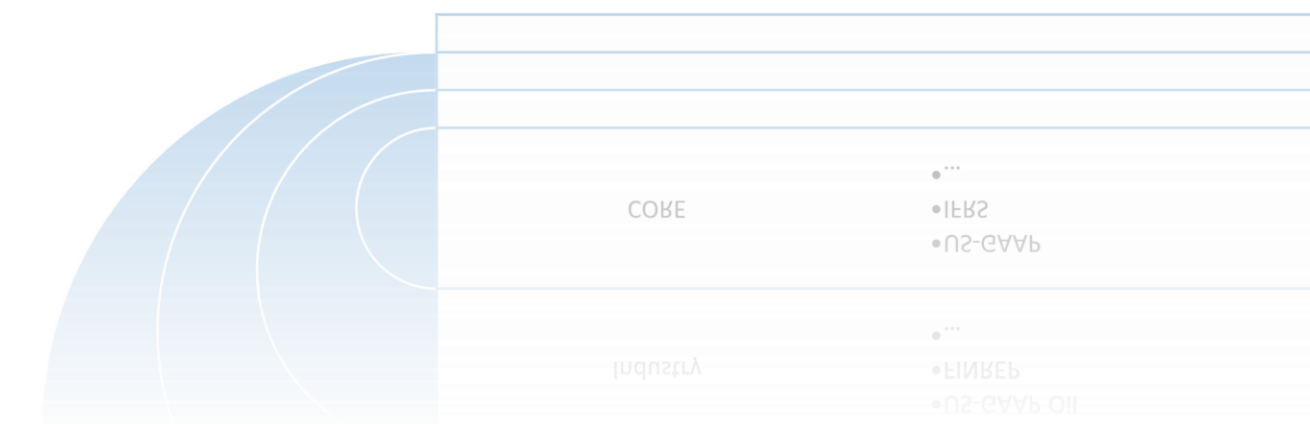 Industry
•US-GAAP Oil
•FINREP
•...
CORE
•US-GAAP
•IFRS
•...